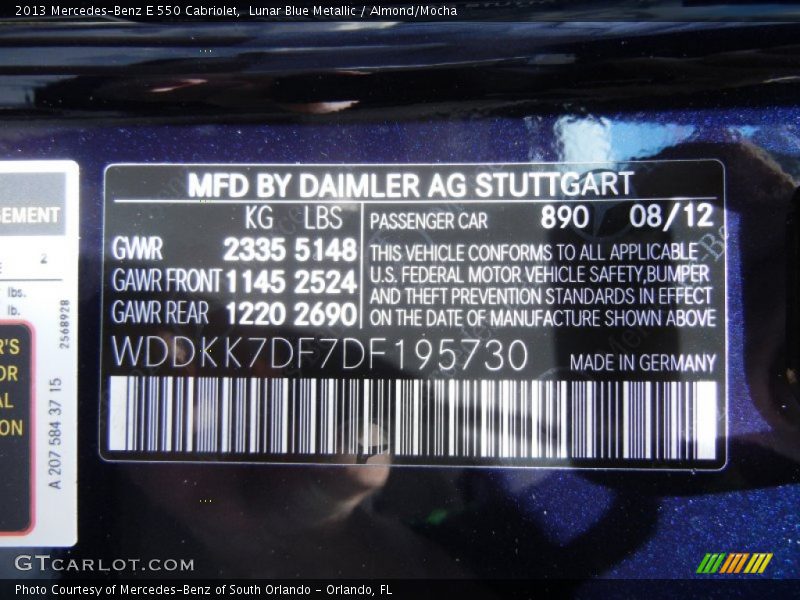 2013 Mercedes-Benz E 550 Cabriolet, Lunar Blue Metallic / Almond/Mocha
MFD BY DAIMLER AG STUTTGART
KG LBS
GWR 2335 5148
GAWR FRONT 1145 2524
GAWR REAR 1220 2690
PASSENGER CAR 890 08/12
THIS VEHICLE CONFORMS TO ALL APPLICABLE
U.S. FEDERAL MOTOR VEHICLE SAFETY,BUMPER
AND THEFT PREVENTION STANDARDS IN EFFECT
ON THE DATE OF MANUFACTURE SHOWN ABOVE
WDDKK7DF7DF195730 MADE IN GERMANY
2
lbs.
lb.
2568928
A 207 584 37 15
GTCARLOT.COM
Photo Courtesy of Mercedes-Benz of South Orlando - Orlando, FL